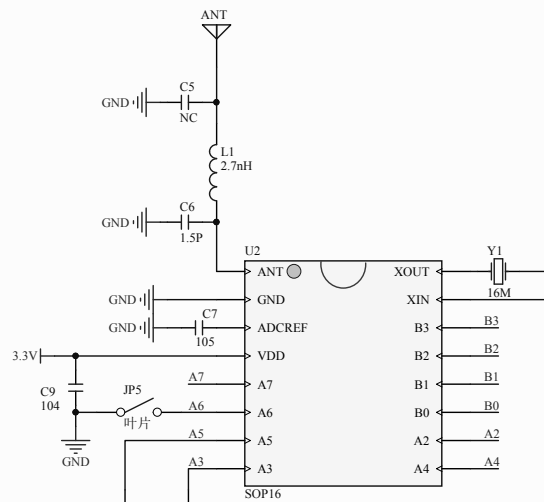 ANT
C5
GND
NC
L1
2.7nH
C6
GND
1.5P
U2
Y1
ANT
XOUT
16M
GND
GND
XIN
C7
GND
105
ADCREF
B3
B3
3.3V
VDD
B2
B2
A7
A7
B1
B1
C9
104
JP5
叶片
A6
A6
B0
B0
A5
A5
A2
A2
GND
A3
A3
A4
A4
SOP16